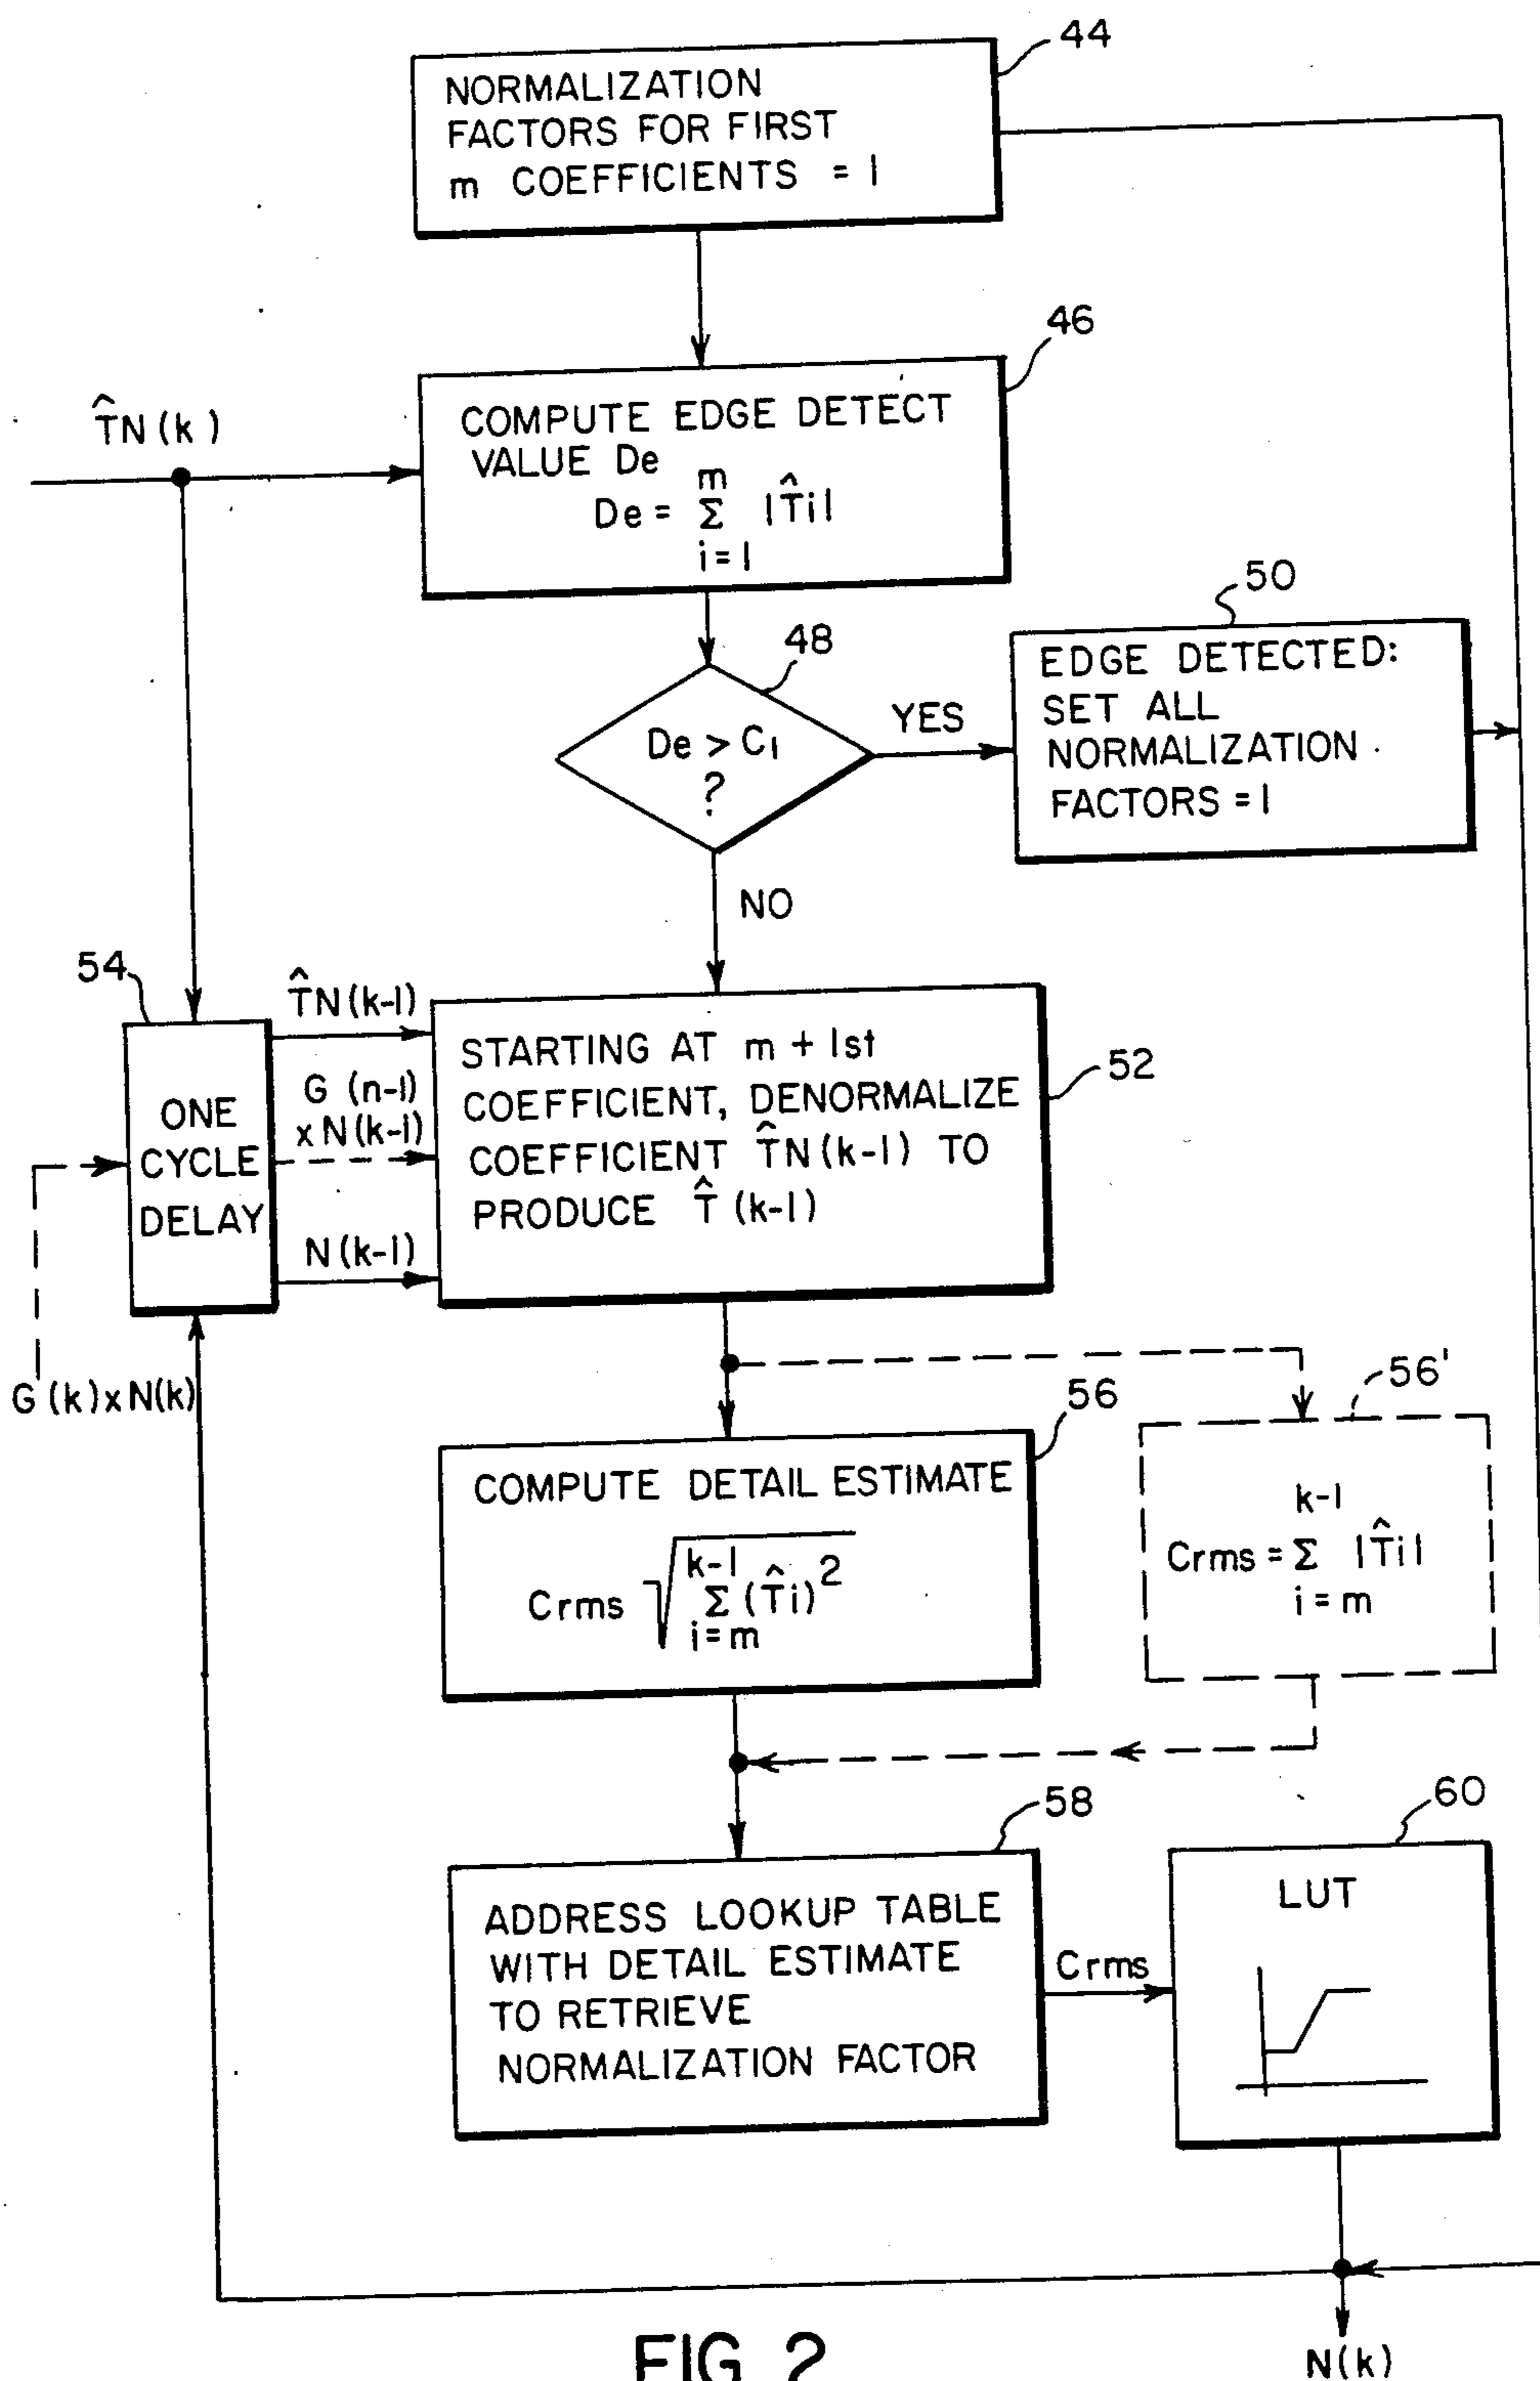 44
NORMALIZATION
FACTORS FOR FIRST
m COEFFICIENTS = 1
46
T̂N(k)
COMPUTE EDGE DETECT
VALUE De
m
De = Σ |T̂i|
i=1
50
48
EDGE DETECTED:
SET ALL
NORMALIZATION
FACTORS = 1
YES
De > C1
?
NO
54
T̂N(k-1)
G (n-1)
xN(k-1)
N(k-1)
ONE
CYCLE
DELAY
STARTING AT m + 1st
COEFFICIENT, DENORMALIZE
COEFFICIENT T̂N(k-1) TO
PRODUCE T̂ (k-1)
52
G(k)xN(k)
56
56'
COMPUTE DETAIL ESTIMATE
k-1
Crms √Σ (T̂i)²
i=m
k-1
Crms = Σ |T̂i|
i=m
58
60
ADDRESS LOOKUP TABLE
WITH DETAIL ESTIMATE
TO RETRIEVE
NORMALIZATION FACTOR
Crms
LUT
N(k)
FIG. 2